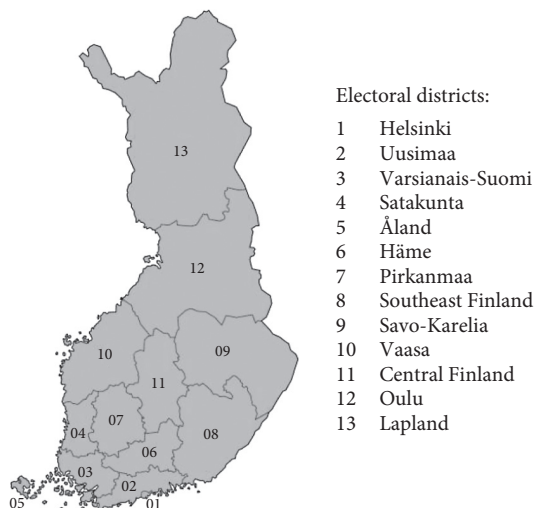 13
12
10
09
11
07
04
08
06
03
02
05
01
Electoral districts:
1 Helsinki
2 Uusimaa
3 Varsianais-Suomi
4 Satakunta
5 Åland
6 Häme
7 Pirkanmaa
8 Southeast Finland
9 Savo-Karelia
10 Vaasa
11 Central Finland
12 Oulu
13 Lapland